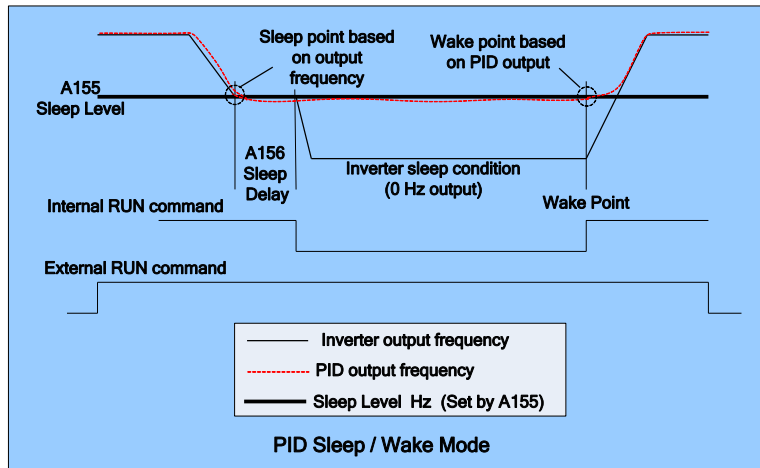 Sleep point based
on output
frequency
Wake point based
on PID output
A155
Sleep Level
A156
Sleep
Delay
Inverter sleep condition
(0 Hz output)
Wake Point
Internal RUN command
External RUN command
Inverter output frequency
PID output frequency
Sleep Level Hz (Set by A155)
PID Sleep / Wake Mode